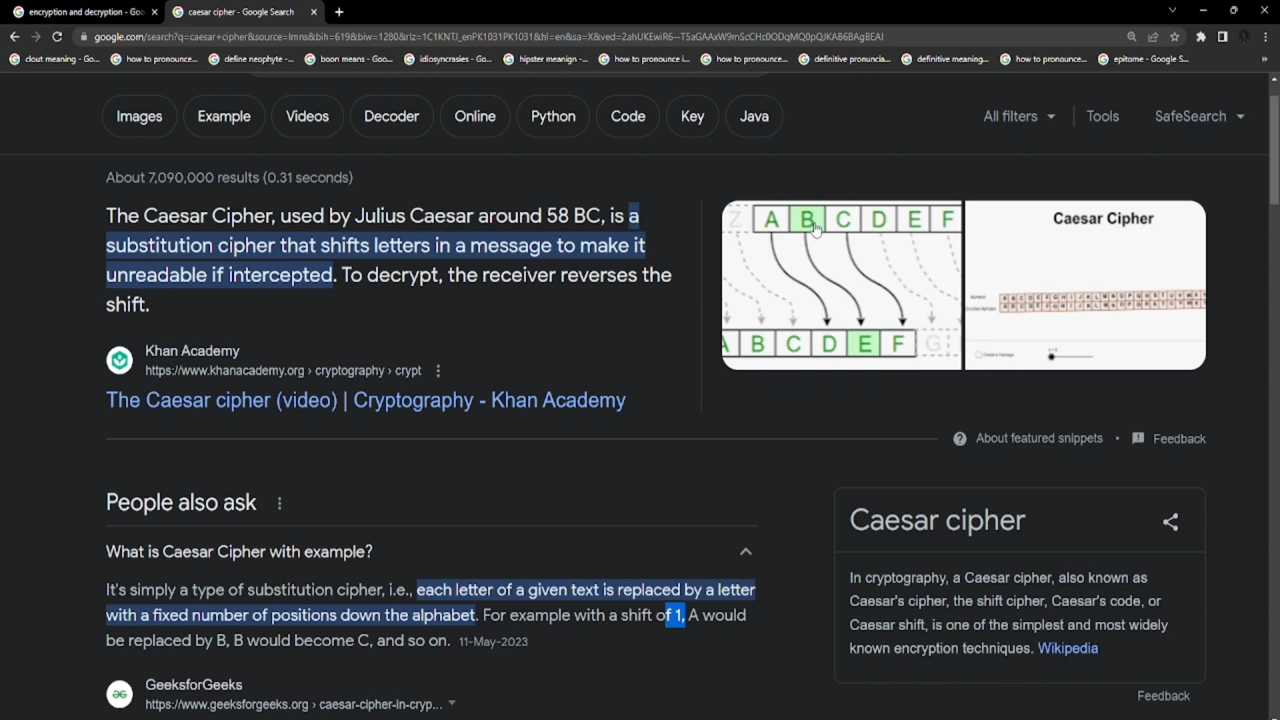 encryption and decryption - Goo
caesar cipher - Google Search
google.com/search?q=caesar+cipher&source=lmns&bih=619&biw=1280&rlz=1C1KNTJ_enPK1031PK1031&hl=en&sa=X&ved=2ahUKEwiR6--T5aGAAxW9mScCHc0ODqMQ0pQJKAB6BAgBEAI
clout meaning - Go...
how to pronounce...
define neophyte -...
boon means - Goo...
idiosyncrasies - Go...
hipster meanign -...
how to pronounce i...
how to pronounce...
definitive pronuncia...
definitive meaning...
how to pronounce...
epitome - Google S...
Images
Example
Videos
Decoder
Online
Python
Code
Key
Java
All filters
Tools
SafeSearch
About 7,090,000 results (0.31 seconds)
The Caesar Cipher, used by Julius Caesar around 58 BC, is a
substitution cipher that shifts letters in a message to make it
unreadable if intercepted. To decrypt, the receiver reverses the
shift.
Z A B C D E F
A B C D E F G
Caesar Cipher
Khan Academy
https://www.khanacademy.org › cryptography › crypt
The Caesar cipher (video) | Cryptography - Khan Academy
About featured snippets
•
Feedback
People also ask
What is Caesar Cipher with example?
It's simply a type of substitution cipher, i.e., each letter of a given text is replaced by a letter
with a fixed number of positions down the alphabet. For example with a shift of 1, A would
be replaced by B, B would become C, and so on. 11-May-2023
GeeksforGeeks
https://www.geeksforgeeks.org › caesar-cipher-in-cryp...
Caesar cipher
In cryptography, a Caesar cipher, also known as
Caesar's cipher, the shift cipher, Caesar's code, or
Caesar shift, is one of the simplest and most widely
known encryption techniques. Wikipedia
Feedback